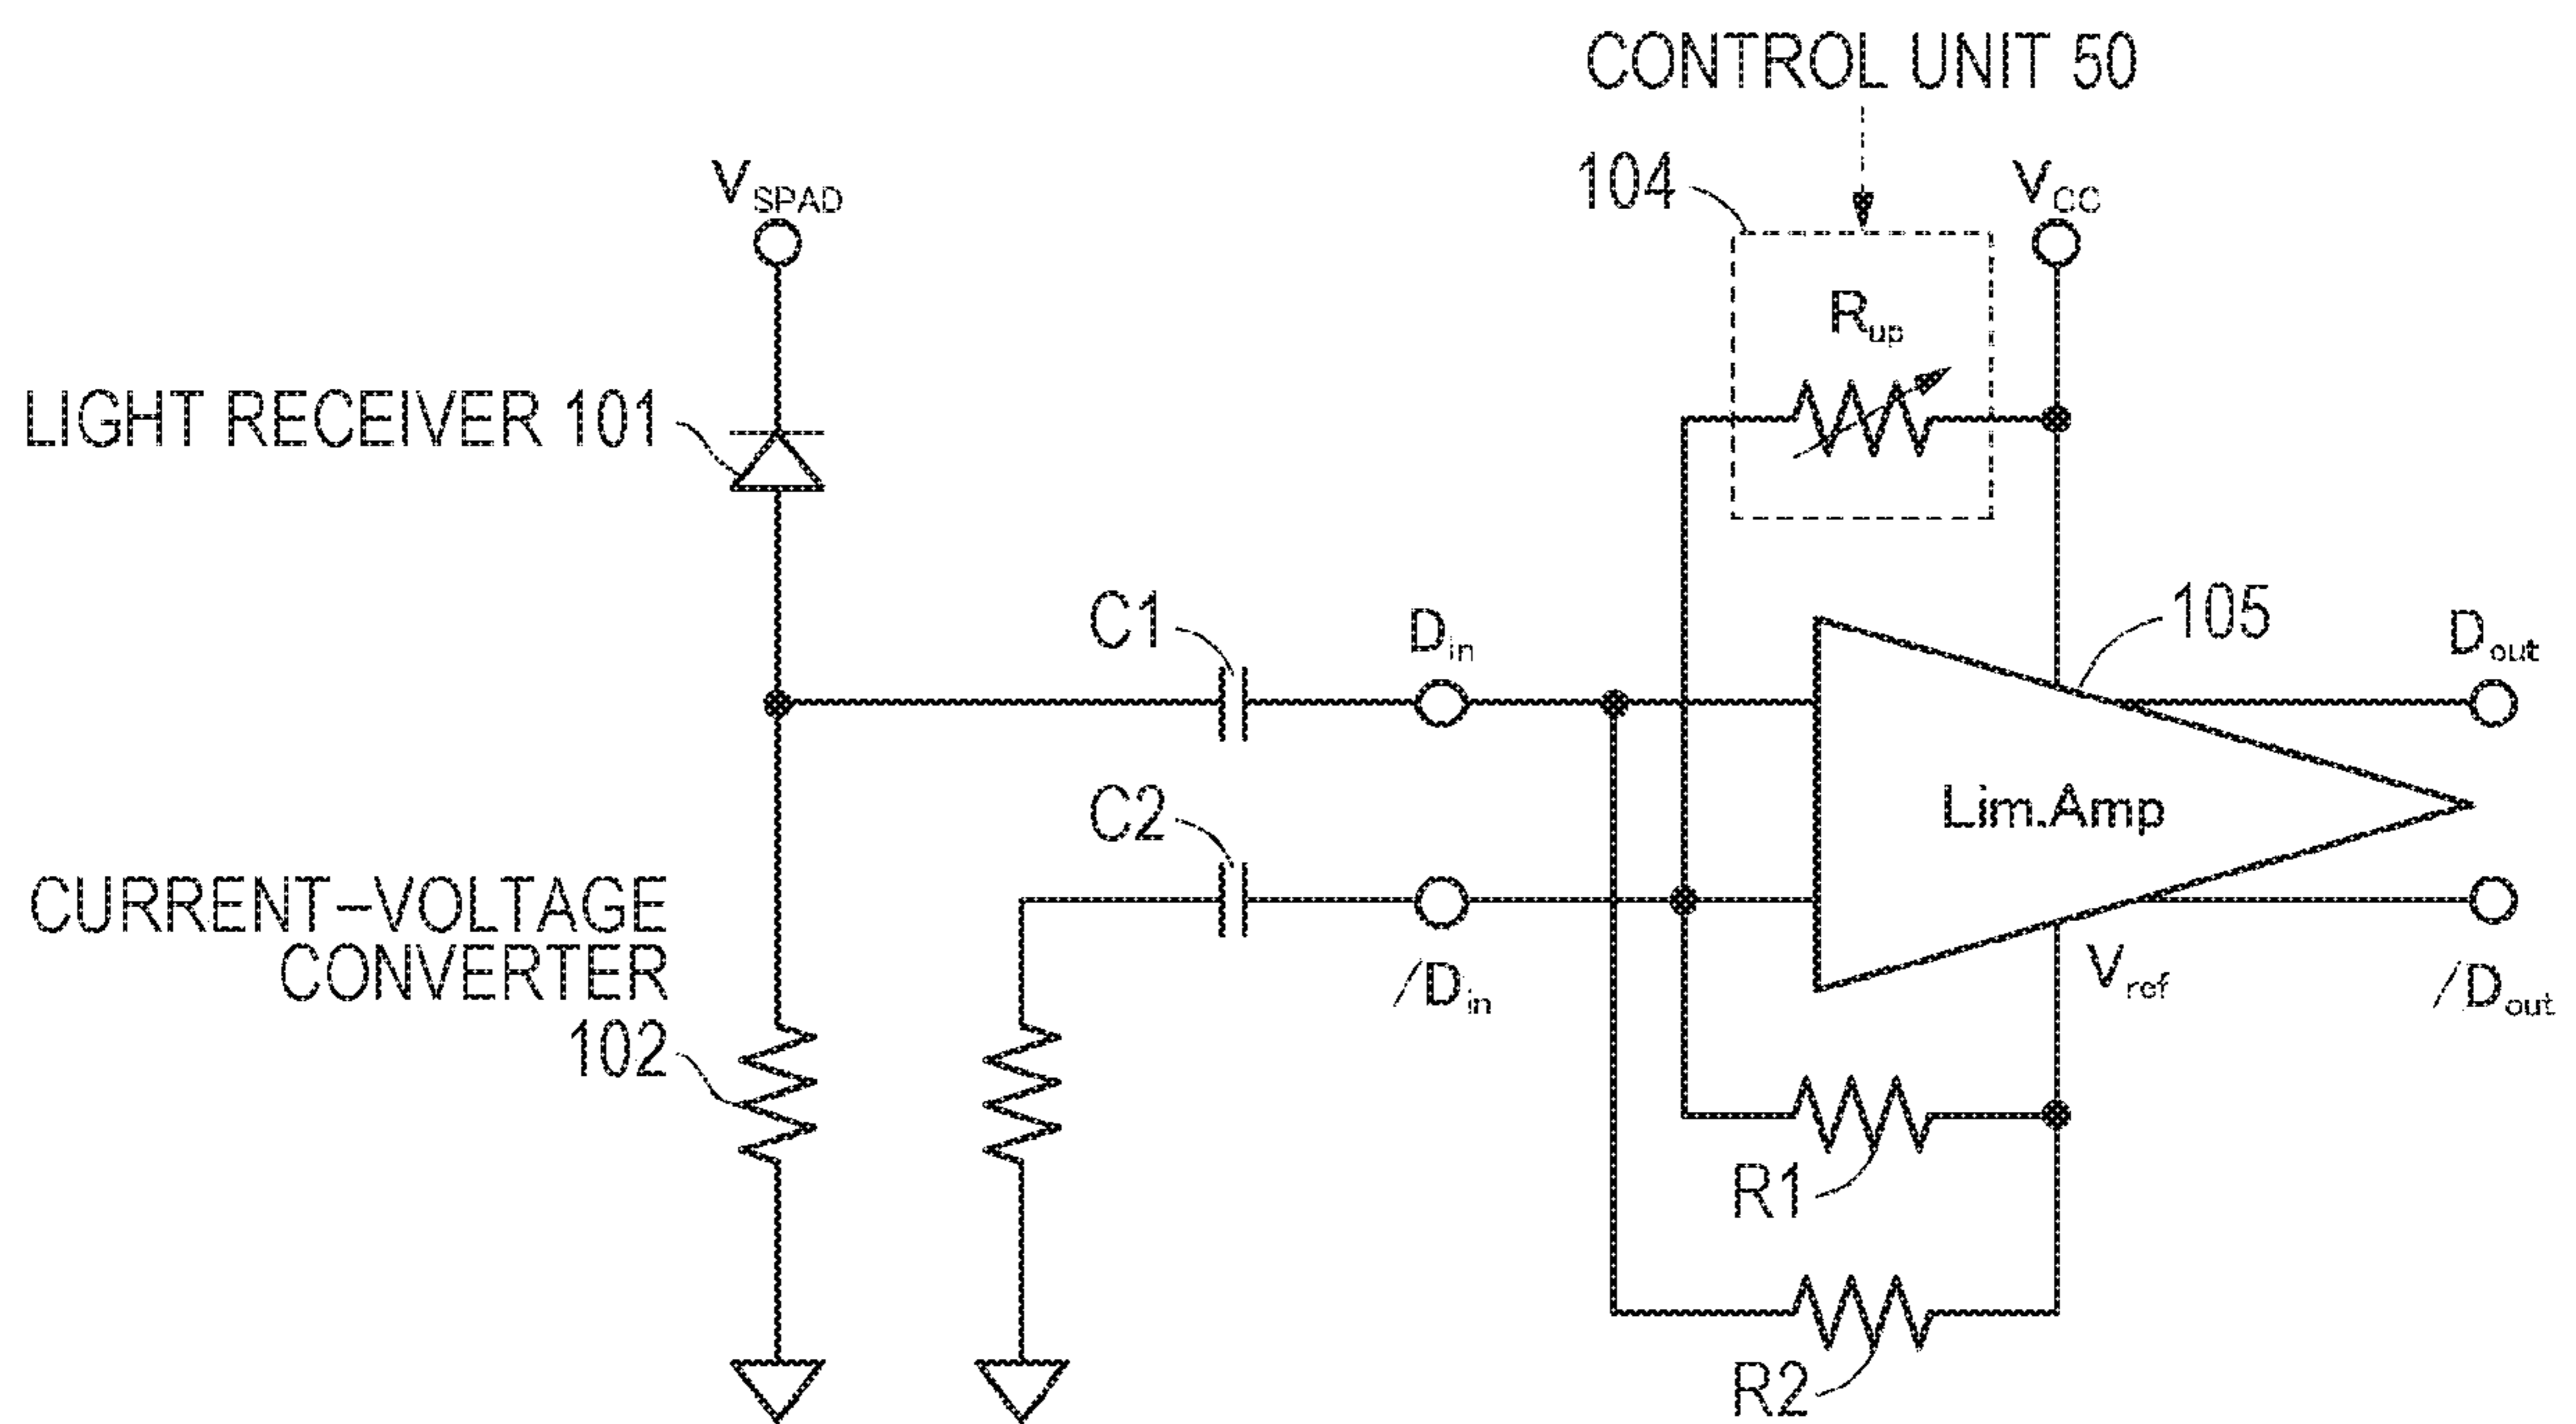 CONTROL UNIT 50
104
VCC
VSPAD
Rup
LIGHT RECEIVER 101
C1
Din
105
Dout
C2
Lim.Amp
CURRENT-VOLTAGE
CONVERTER
102
/Din
Vref
/Dout
R1
R2